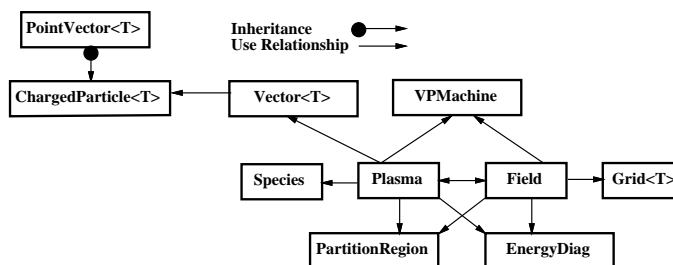 PointVector<T>
Inheritance
Use Relationship
ChargedParticle<T>
Vector<T>
VPMachine
Species
Plasma
Field
Grid<T>
PartitionRegion
EnergyDiag